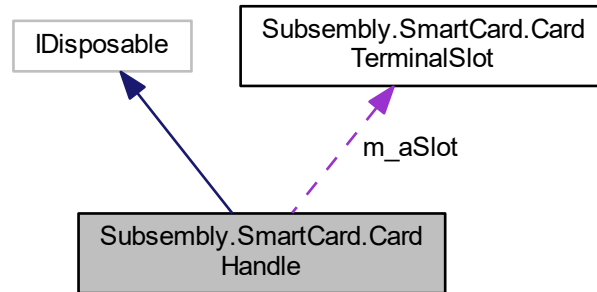 IDisposable
Subsembly.SmartCard.Card
TerminalSlot
m_aSlot
Subsembly.SmartCard.Card
Handle